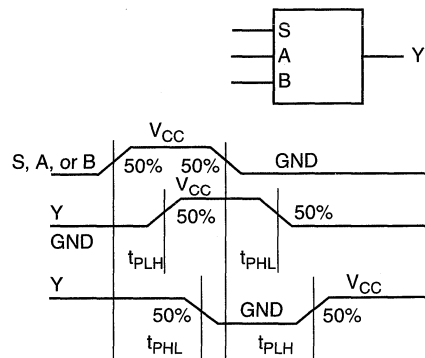 S
A Y
B
V_CC
S, A, or B 50% 50% GND
V_CC
Y 50% 50%
GND
t_PLH t_PHL
Y V_CC
50% GND 50%
t_PHL t_PLH